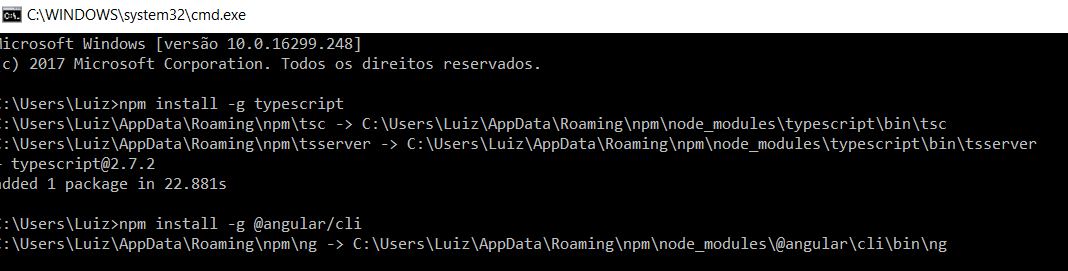 C:\WINDOWS\system32\cmd.exe
Microsoft Windows [versão 10.0.16299.248]
(c) 2017 Microsoft Corporation. Todos os direitos reservados.
C:\Users\Luiz>npm install -g typescript
C:\Users\Luiz\AppData\Roaming\npm\tsc -> C:\Users\Luiz\AppData\Roaming\npm\node_modules\typescript\bin\tsc
C:\Users\Luiz\AppData\Roaming\npm\tsserver -> C:\Users\Luiz\AppData\Roaming\npm\node_modules\typescript\bin\tsserver
+ typescript@2.7.2
added 1 package in 22.881s
C:\Users\Luiz>npm install -g @angular/cli
C:\Users\Luiz\AppData\Roaming\npm\ng -> C:\Users\Luiz\AppData\Roaming\npm\node_modules\@angular\cli\bin\ng